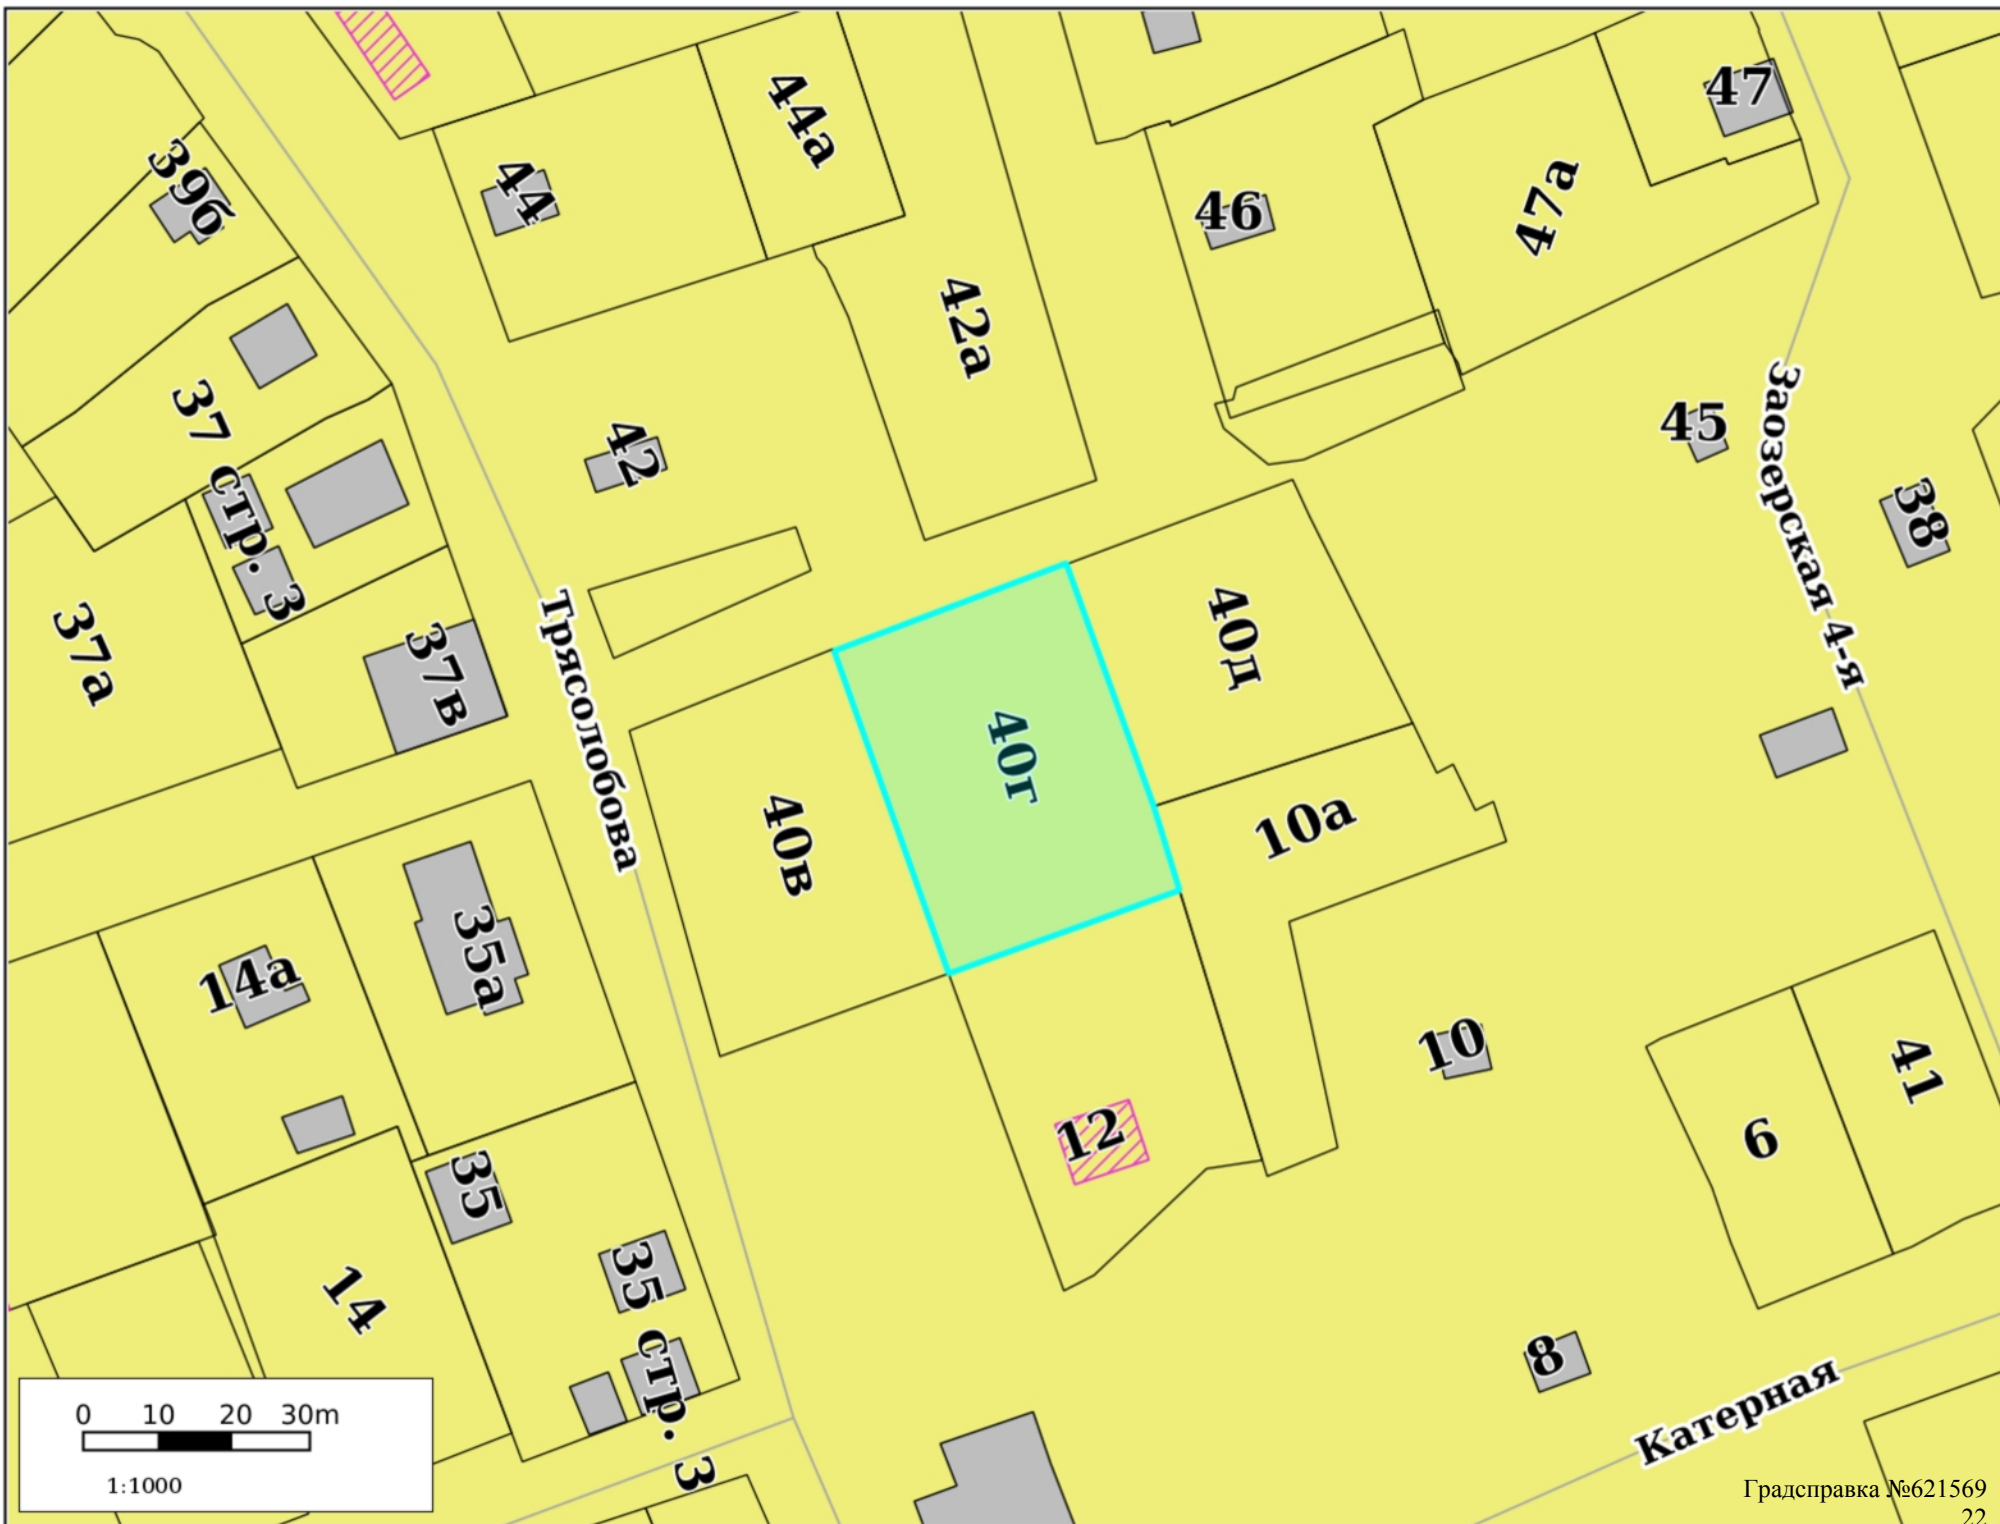 47
44а
39б
44
46
47а
42а
37 стр. 3
Заозерская 4-я
45
42
38
37а
37в
Трясолобова
40д
40г
40в
10а
14а
35а
10
41
12
6
35
14
35 стр. 3
8
Катерная
0 10 20 30m
1:1000
Градсправка №621569
22